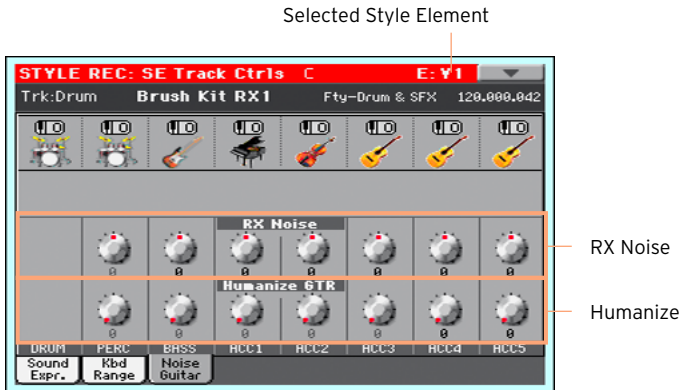 Selected Style Element
STYLE REC: SE Track Ctrls C E: V1
Trk:Drum Brush Kit RX1 Fty-Drum & SFX 120.000.042
RX Noise
0 0 0 0 0 0 0
RX Noise
Humanize GTR
0 0 0 0 0 0 0
Humanize
DRUM PERC BASS ACC1 ACC2 ACC3 ACC4 ACC5
Sound Expr. Kbd Range Noise Guitar